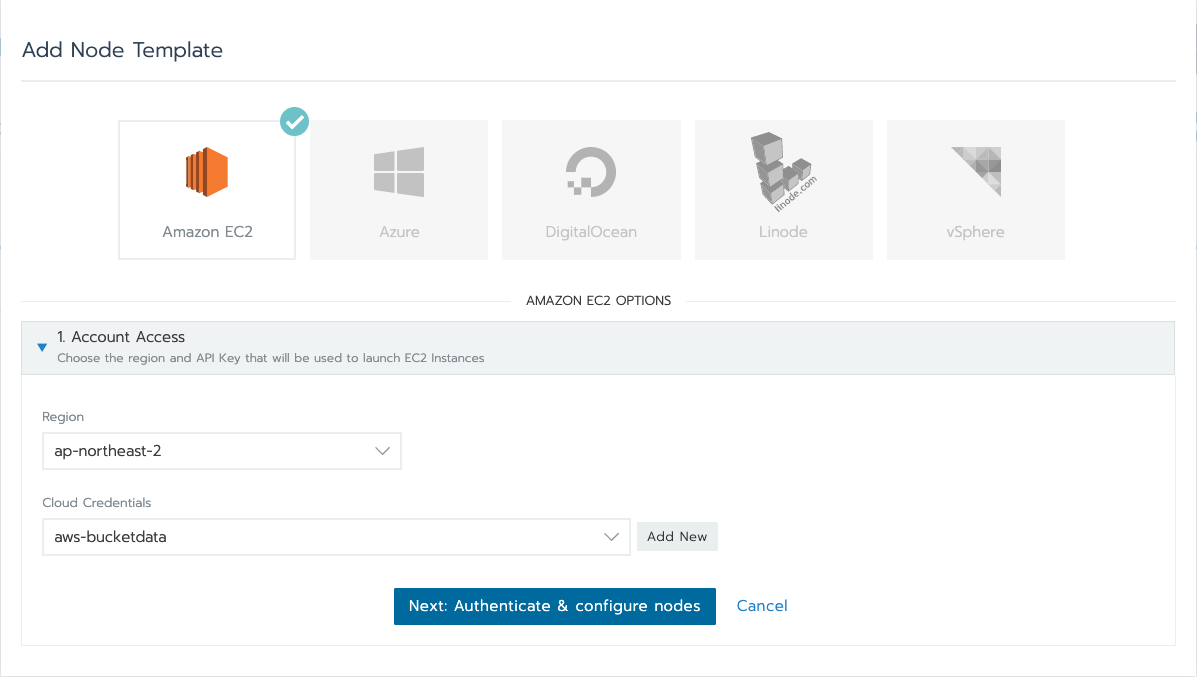 Add Node Template
Amazon EC2
Azure
DigitalOcean
linode.com
Linode
vSphere
AMAZON EC2 OPTIONS
1. Account Access
Choose the region and API Key that will be used to launch EC2 Instances
Region
ap-northeast-2
Cloud Credentials
aws-bucketdata
Add New
Next: Authenticate & configure nodes
Cancel